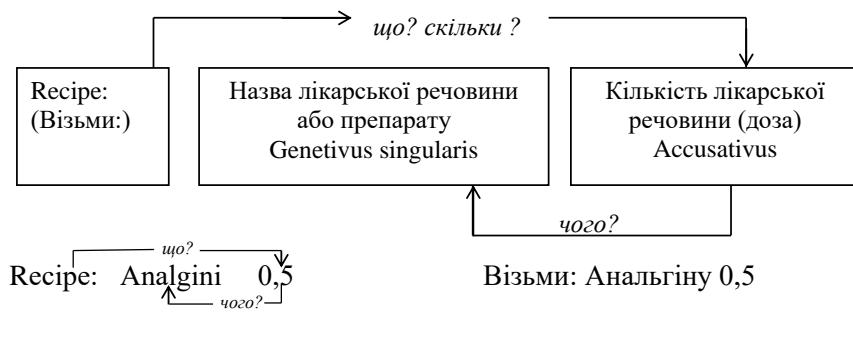 що? скільки ?
Recipe:
(Візьми:)
Назва лікарської речовини
або препарату
Genetivus singularis
Кількість лікарської
речовини (доза)
Accusativus
чого?
що?
Recipe: Analgini 0,5
Візьми: Анальгіну 0,5
чого?